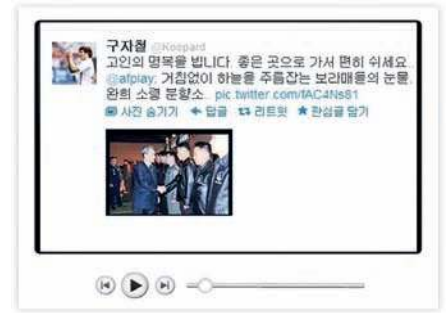 구자철 @Koopard
고인의 명목을 빕니다. 좋은 곳으로 가서 편히 쉬세요.
@afplay: 거침없이 하늘을 주름잡는 보라매들의 눈물.
완희 소령 분향소. pic.twitter.com/fAC4Ns81
사진 숨기기 답글 리트윗 관심글 담기